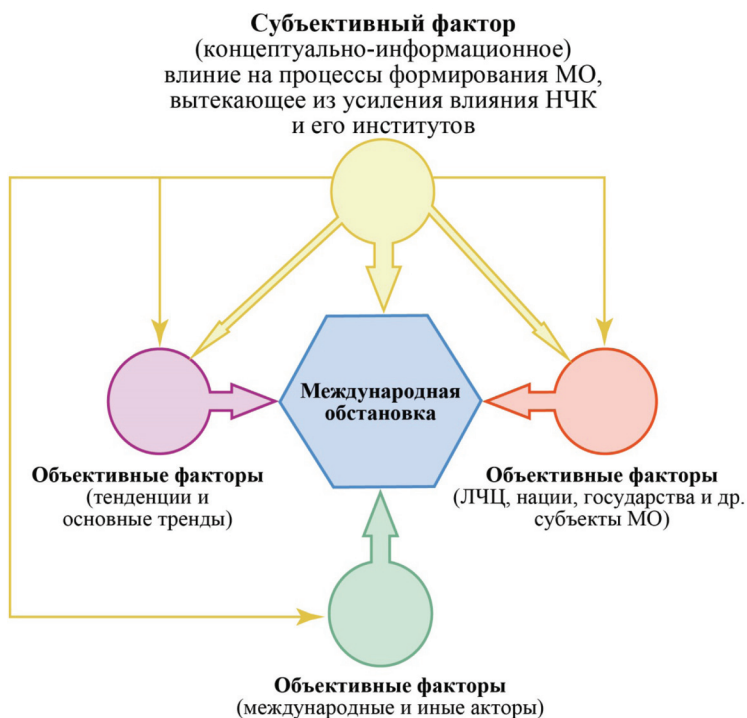 Субъективный фактор
(концептуально-информационное)
влиние на процессы формирования МО,
вытекающее из усиления влияния НЧК
и его институтов
Международная
обстановка
Объективные факторы
(тенденции и
основные тренды)
Объективные факторы
(ЛЧЦ, нации, государства и др.
субъекты МО)
Объективные факторы
(международные и иные акторы)